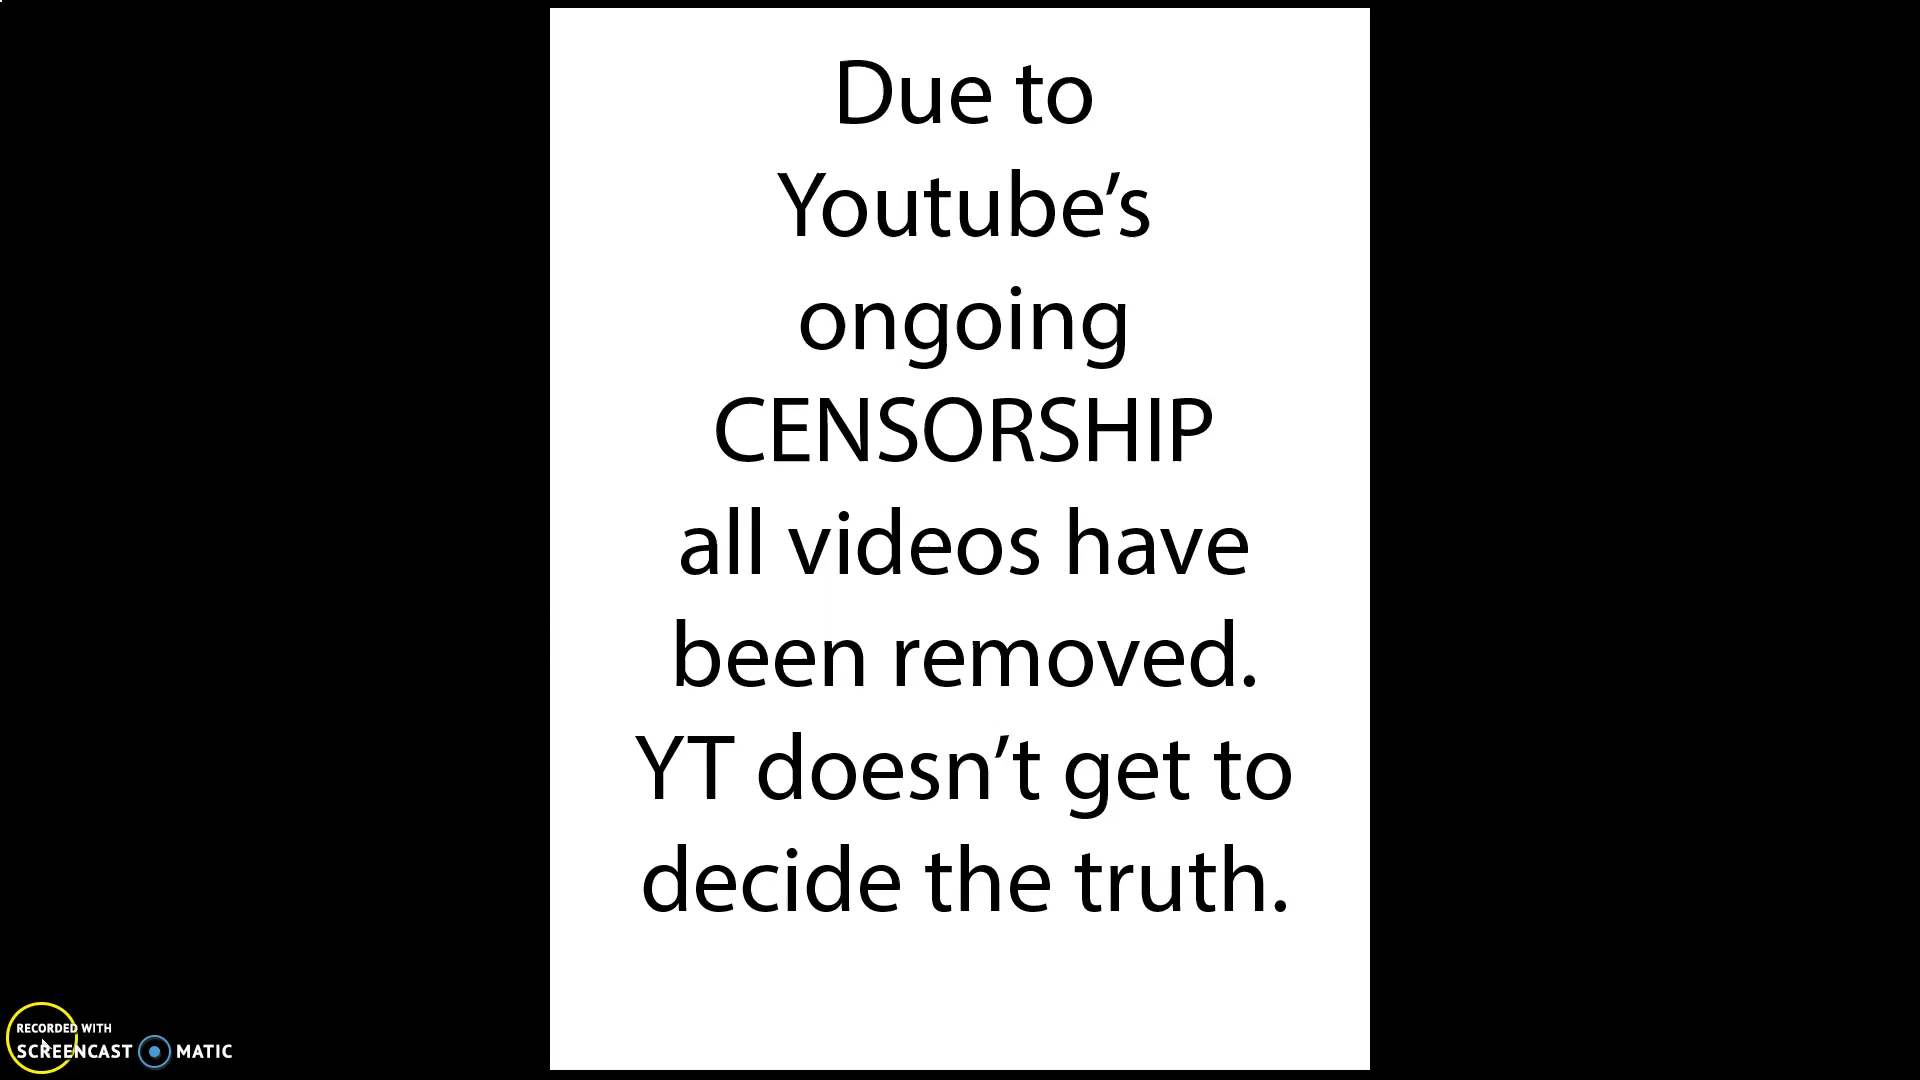 Due to
Youtube’s
ongoing
CENSORSHIP
all videos have
been removed.
YT doesn’t get to
decide the truth.
RECORDED WITH
SCREENCAST MATIC